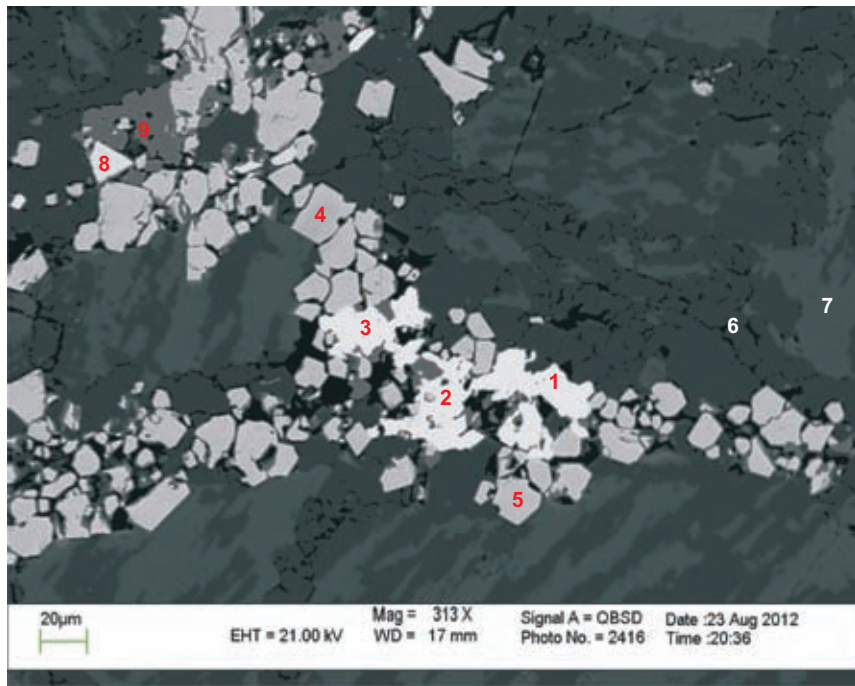 9
8
4
7
3
6
1
2
5
20µm
EHT = 21.00 kV
Mag = 313 X
WD = 17 mm
Signal A = QBSD
Photo No. = 2416
Date :23 Aug 2012
Time :20:36